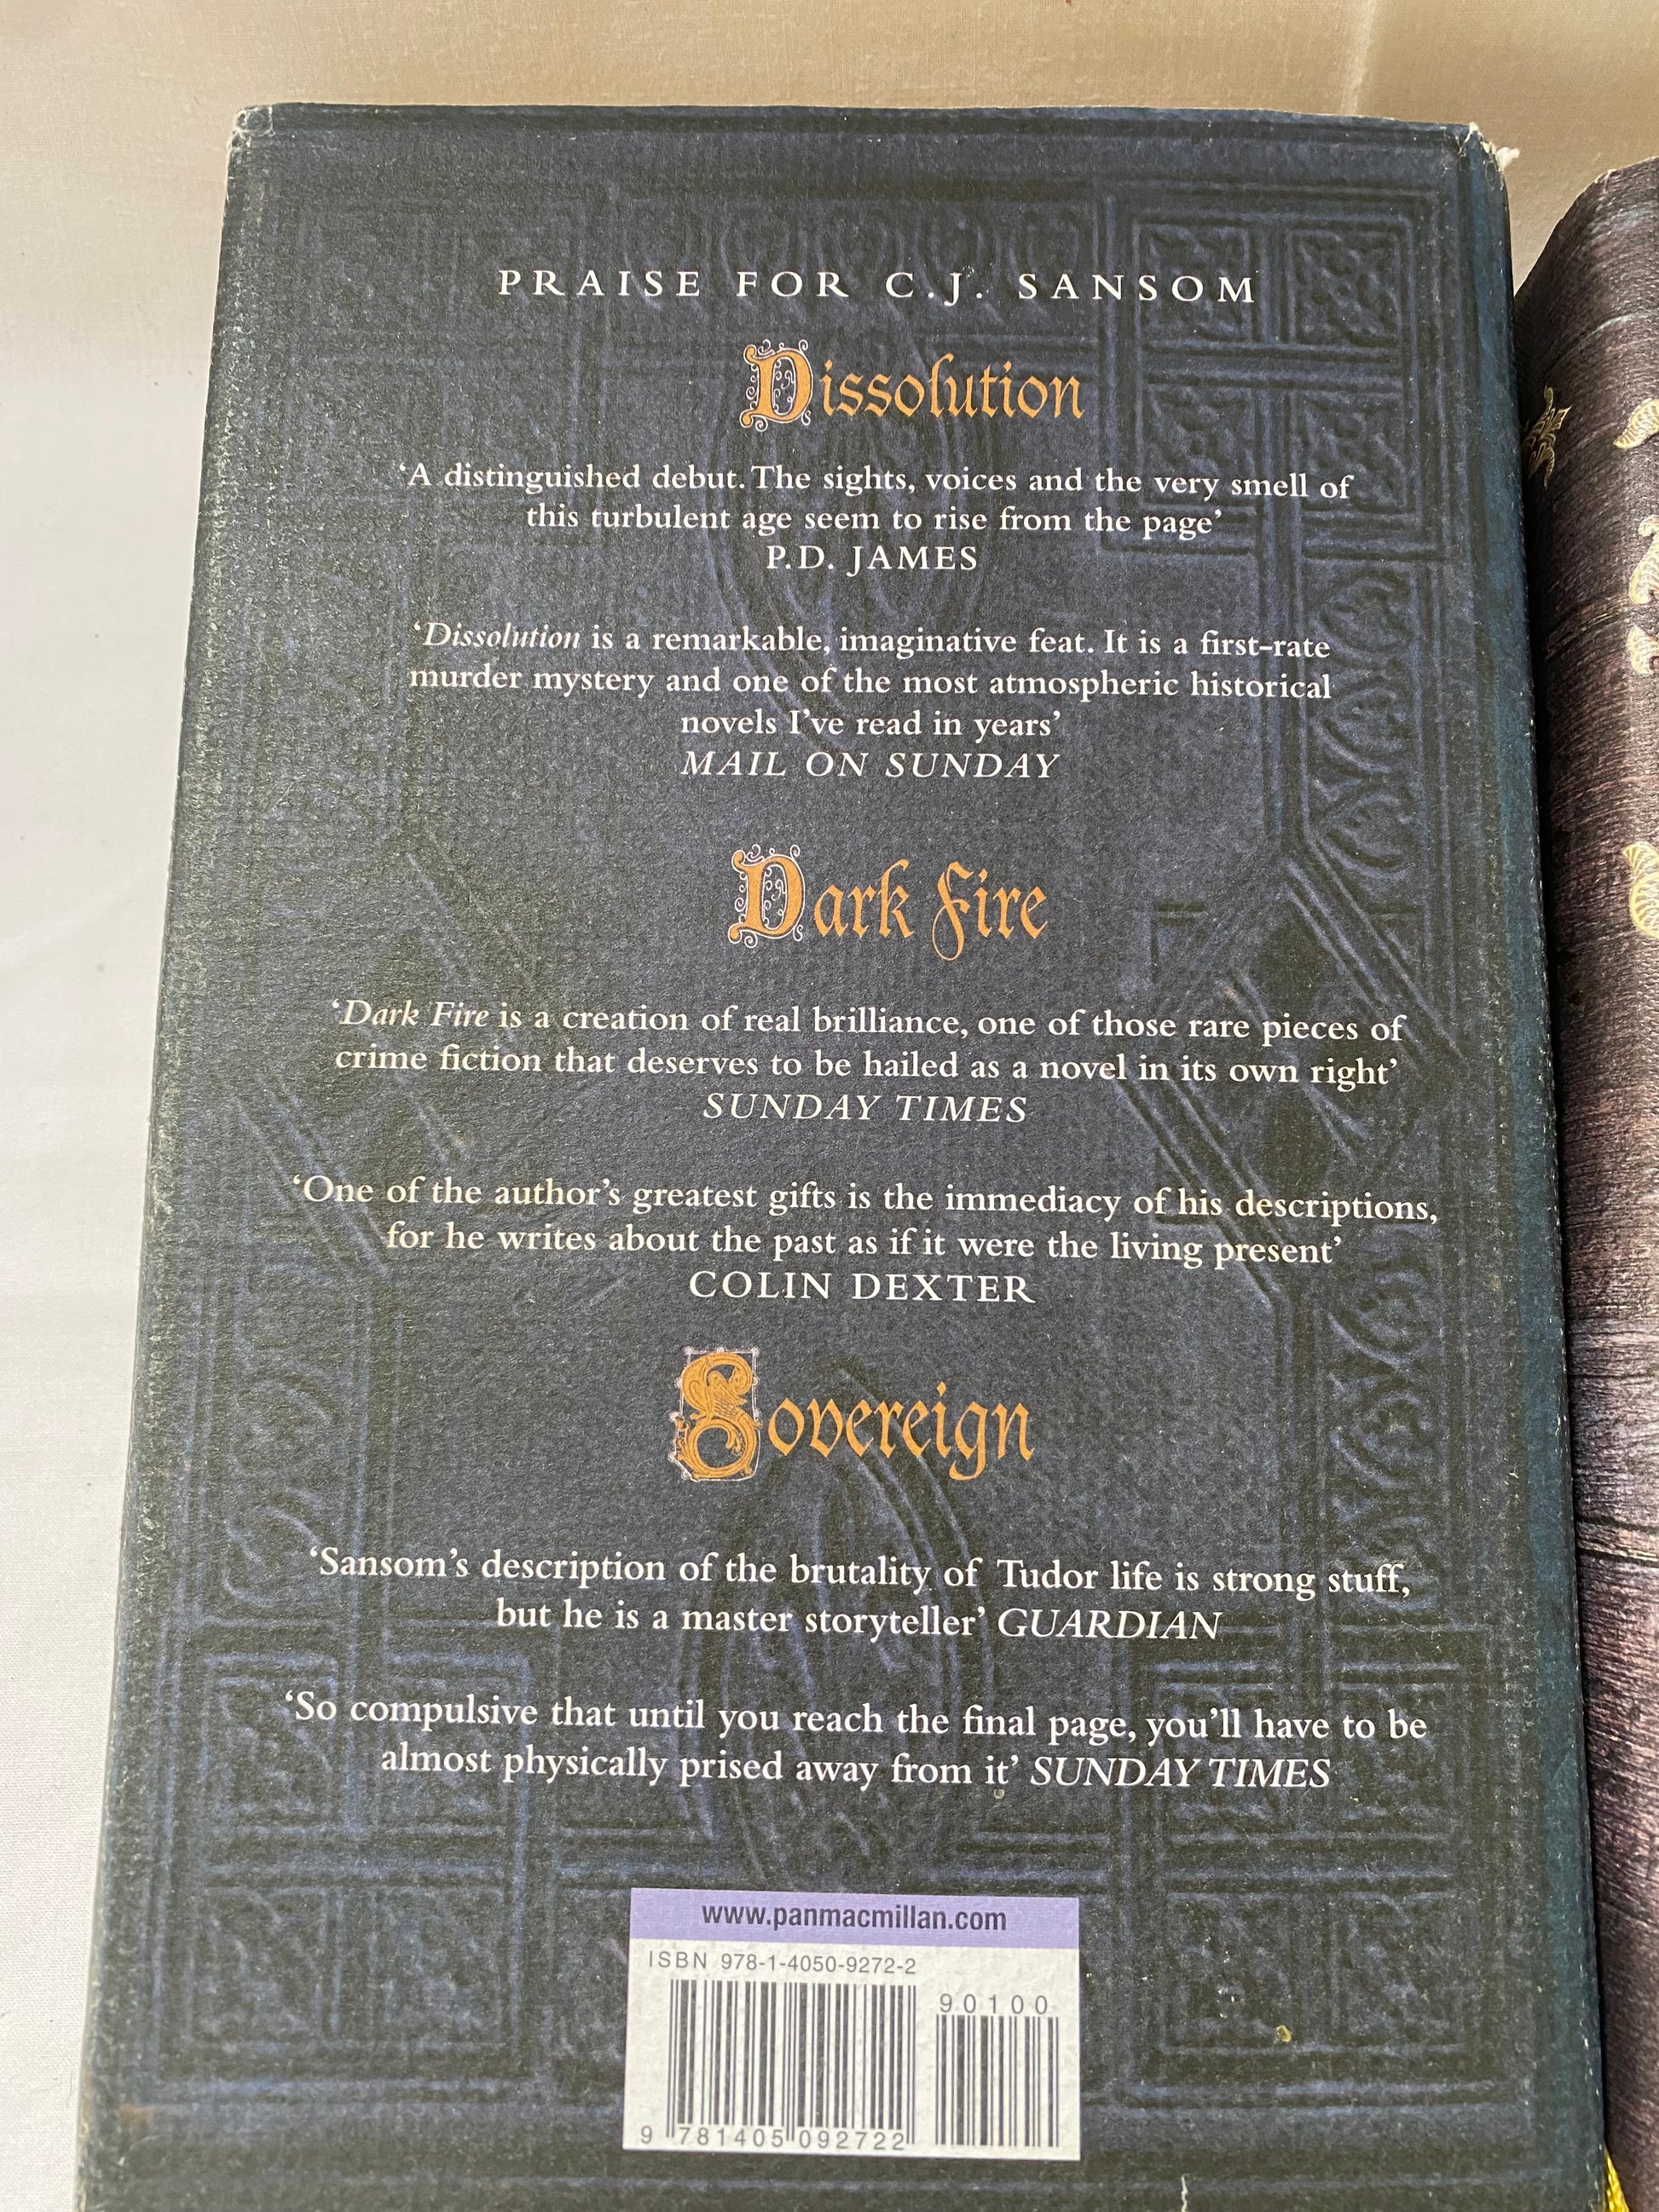 PRAISE FOR C.J. SANSOM
Dissolution
‘A distinguished debut. The sights, voices and the very smell of
this turbulent age seem to rise from the page’
P.D. JAMES
‘Dissolution is a remarkable, imaginative feat. It is a first-rate
murder mystery and one of the most atmospheric historical
novels I’ve read in years’
MAIL ON SUNDAY
Dark Fire
‘Dark Fire is a creation of real brilliance, one of those rare pieces of
crime fiction that deserves to be hailed as a novel in its own right’
SUNDAY TIMES
‘One of the author’s greatest gifts is the immediacy of his descriptions,
for he writes about the past as if it were the living present’
COLIN DEXTER
Sovereign
‘Sansom’s description of the brutality of Tudor life is strong stuff,
but he is a master storyteller’ GUARDIAN
‘So compulsive that until you reach the final page, you’ll have to be
almost physically prised away from it’ SUNDAY TIMES
www.panmacmillan.com
ISBN 978-1-4050-9272-2
90100
9 781405 092722